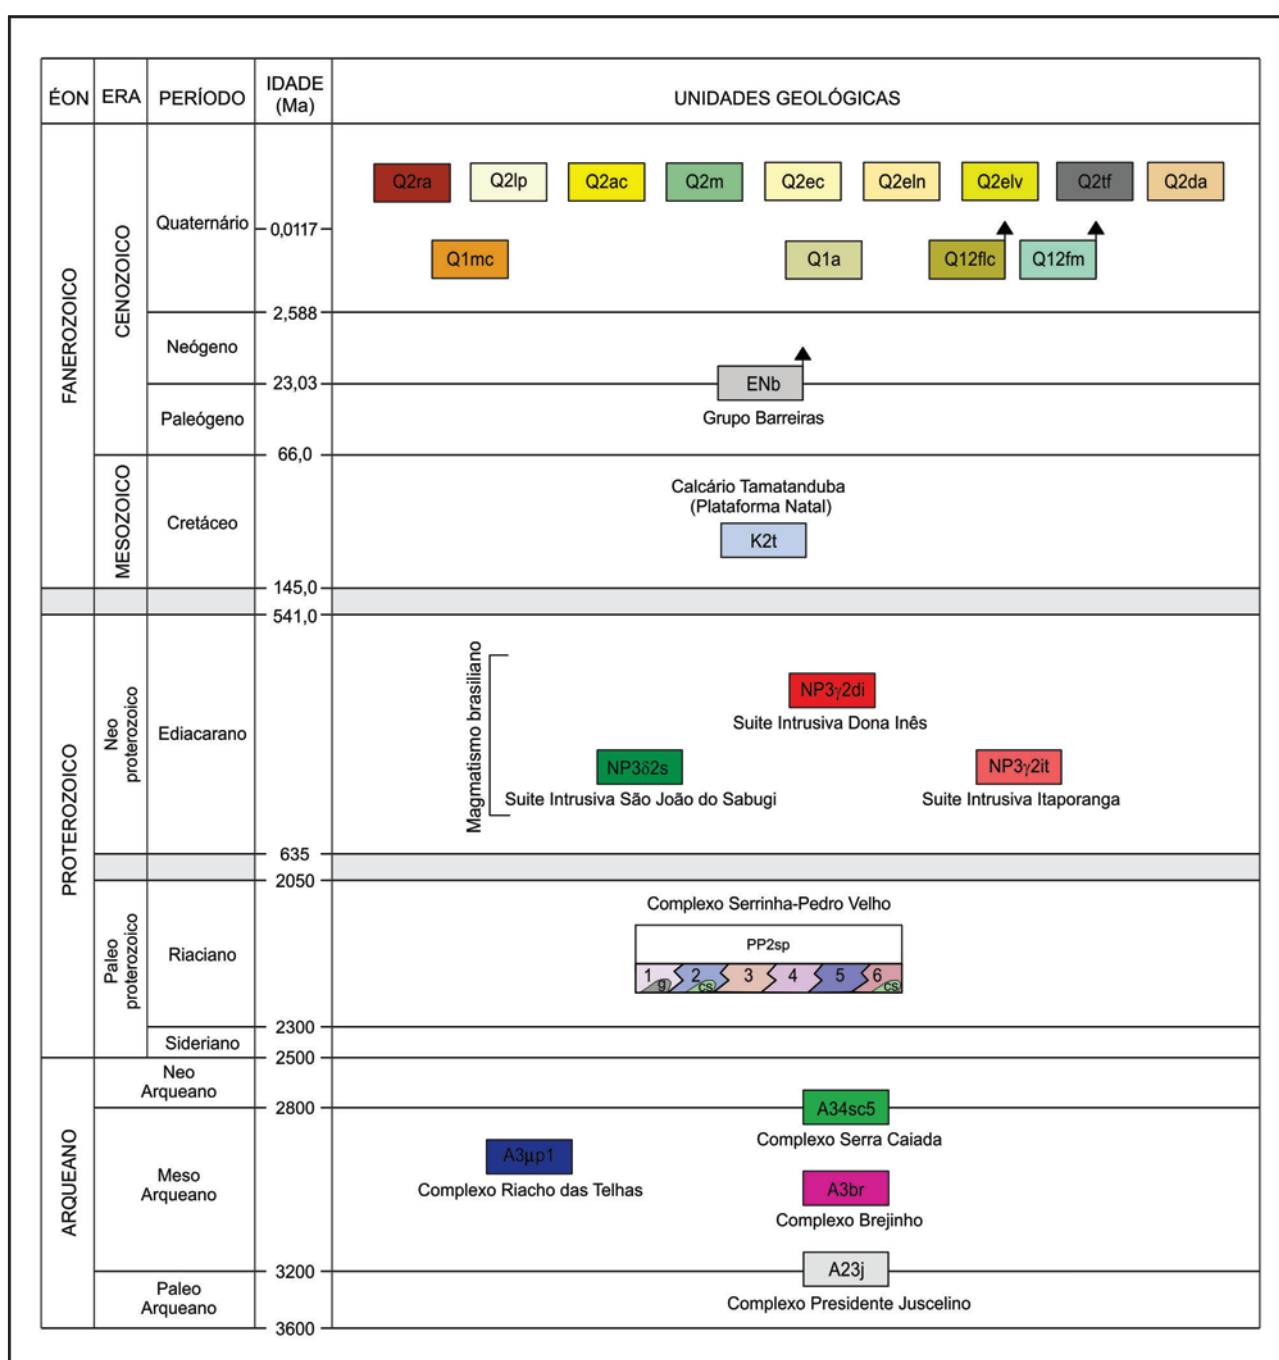 ÉON ERA PERÍODO IDADE (Ma) UNIDADES GEOLÓGICAS
FANEROZOICO
CENOZOICO
Quaternário
Q2ra Q2lp Q2ac Q2m Q2ec Q2eln Q2elv Q2tf Q2da
0,0117
Q1mc Q1a Q12flc Q12fm
2,588
Neógeno
23,03
ENb
Grupo Barreiras
Paleógeno
66,0
MESOZOICO
Cretáceo
Calcário Tamatanduba
(Plataforma Natal)
K2t
145,0
541,0
PROTEROZOICO
Neo
proterozoico
Ediacarano
Magmatismo brasiliano
NP3γ2di
Suite Intrusiva Dona Inês
NP3δ2s NP3γ2it
Suite Intrusiva São João do Sabugi Suite Intrusiva Itaporanga
635
2050
Paleo
proterozoico
Riaciano
Complexo Serrinha-Pedro Velho
PP2sp
1 2 3 4 5 6
g cs cs
2300
Sideriano
2500
ARQUEANO
Neo
Arqueano
2800
A34sc5
Complexo Serra Caiada
Meso
Arqueano
A3μp1
Complexo Riacho das Telhas
A3br
Complexo Brejinho
3200
A23j
Paleo
Arqueano
Complexo Presidente Juscelino
3600